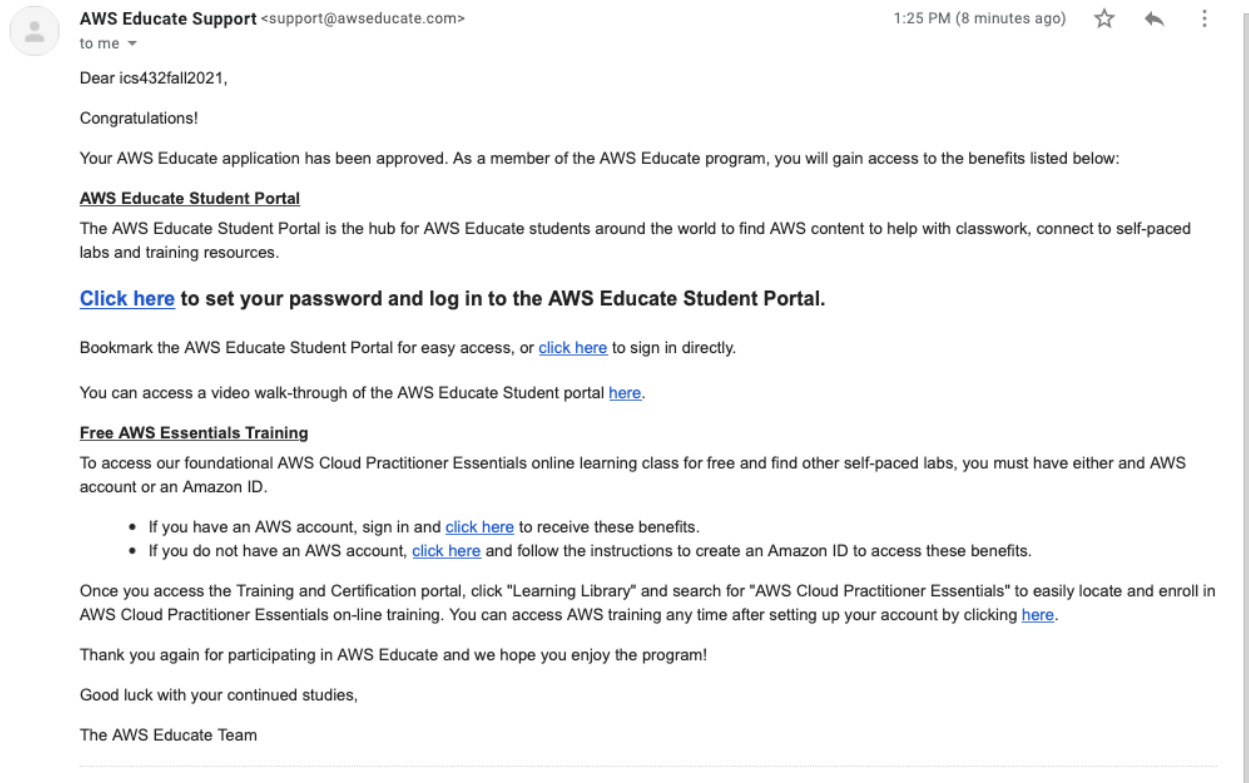 AWS Educate Support <support@awseducate.com>
1:25 PM (8 minutes ago)
to me
Dear ics432fall2021,
Congratulations!
Your AWS Educate application has been approved. As a member of the AWS Educate program, you will gain access to the benefits listed below:
AWS Educate Student Portal
The AWS Educate Student Portal is the hub for AWS Educate students around the world to find AWS content to help with classwork, connect to self-paced
labs and training resources.
Click here to set your password and log in to the AWS Educate Student Portal.
Bookmark the AWS Educate Student Portal for easy access, or click here to sign in directly.
You can access a video walk-through of the AWS Educate Student portal here.
Free AWS Essentials Training
To access our foundational AWS Cloud Practitioner Essentials online learning class for free and find other self-paced labs, you must have either and AWS
account or an Amazon ID.
• If you have an AWS account, sign in and click here to receive these benefits.
• If you do not have an AWS account, click here and follow the instructions to create an Amazon ID to access these benefits.
Once you access the Training and Certification portal, click "Learning Library" and search for "AWS Cloud Practitioner Essentials" to easily locate and enroll in
AWS Cloud Practitioner Essentials on-line training. You can access AWS training any time after setting up your account by clicking here.
Thank you again for participating in AWS Educate and we hope you enjoy the program!
Good luck with your continued studies,
The AWS Educate Team